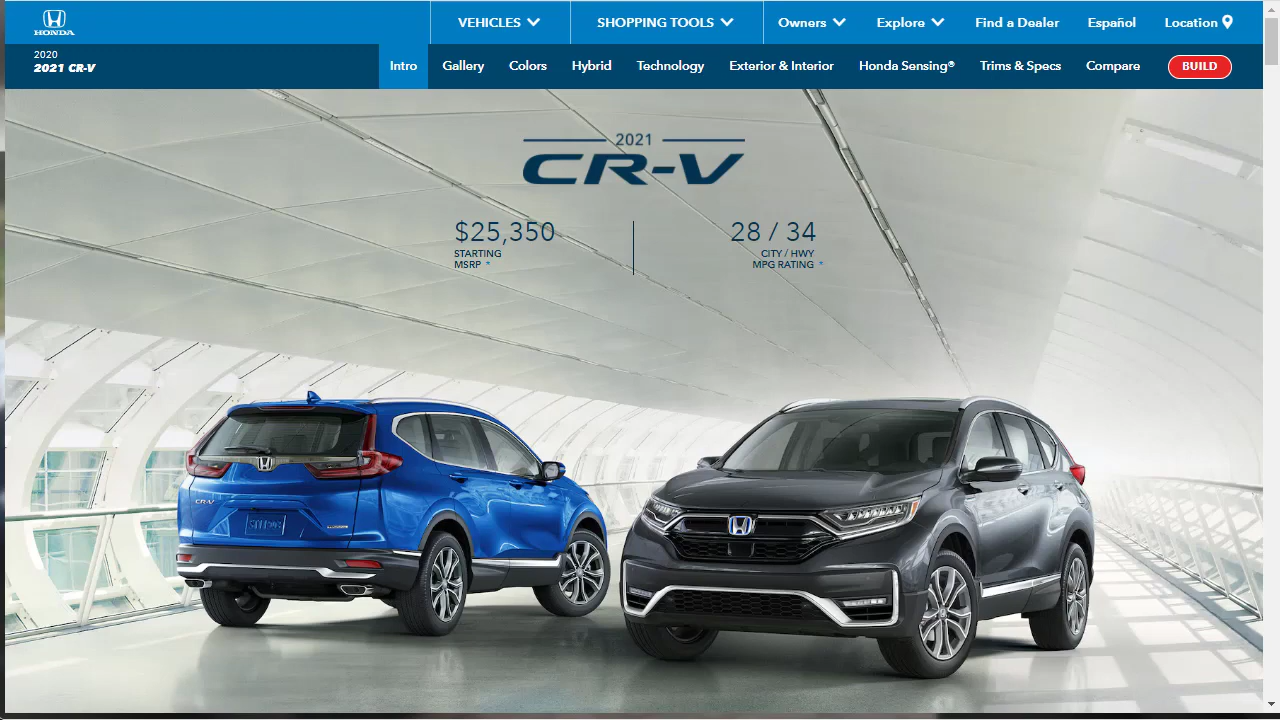 HONDA
VEHICLES
SHOPPING TOOLS
Owners
Explore
Find a Dealer
Español
Location
2020
2021 CR-V
Intro
Gallery
Colors
Hybrid
Technology
Exterior & Interior
Honda Sensing®
Trims & Specs
Compare
BUILD
2021
CR-V
$25,350
STARTING
MSRP *
28 / 34
CITY / HWY
MPG RATING *
CR-V